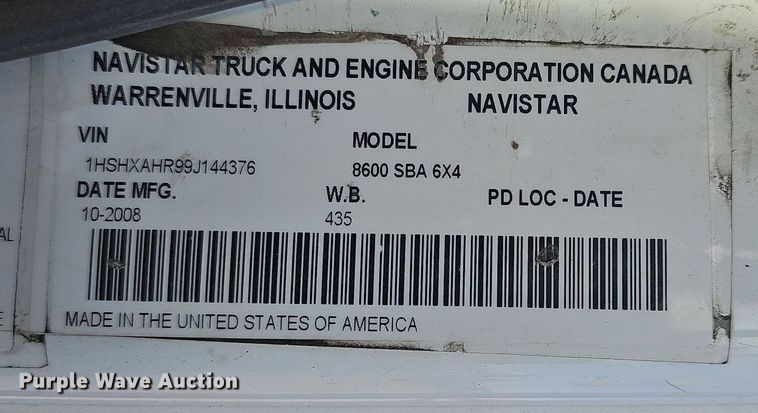 NAVISTAR TRUCK AND ENGINE CORPORATION CANADA
WARRENVILLE, ILLINOIS NAVISTAR
VIN MODEL
1HSHXAHR99J144376 8600 SBA 6X4
DATE MFG. W.B. PD LOC - DATE
10-2008 435
AL
MADE IN THE UNITED STATES OF AMERICA
E
Purple Wave Auction